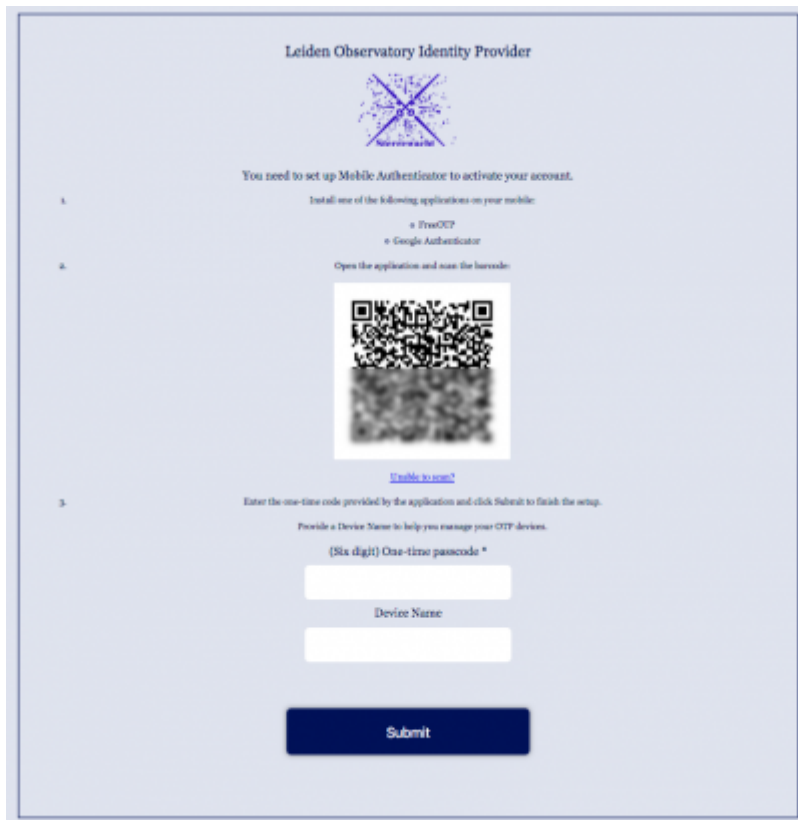 Leiden Observatory Identity Provider
Sterrewacht
You need to set up Mobile Authenticator to activate your account.
1. Install one of the following applications on your mobile:
FreeOTP
Google Authenticator
2. Open the application and scan the barcode:
Unable to scan?
3. Enter the one-time code provided by the application and click Submit to finish the setup.
Provide a Device Name to help you manage your OTP devices.
(Six digit) One-time passcode *
Device Name
Submit